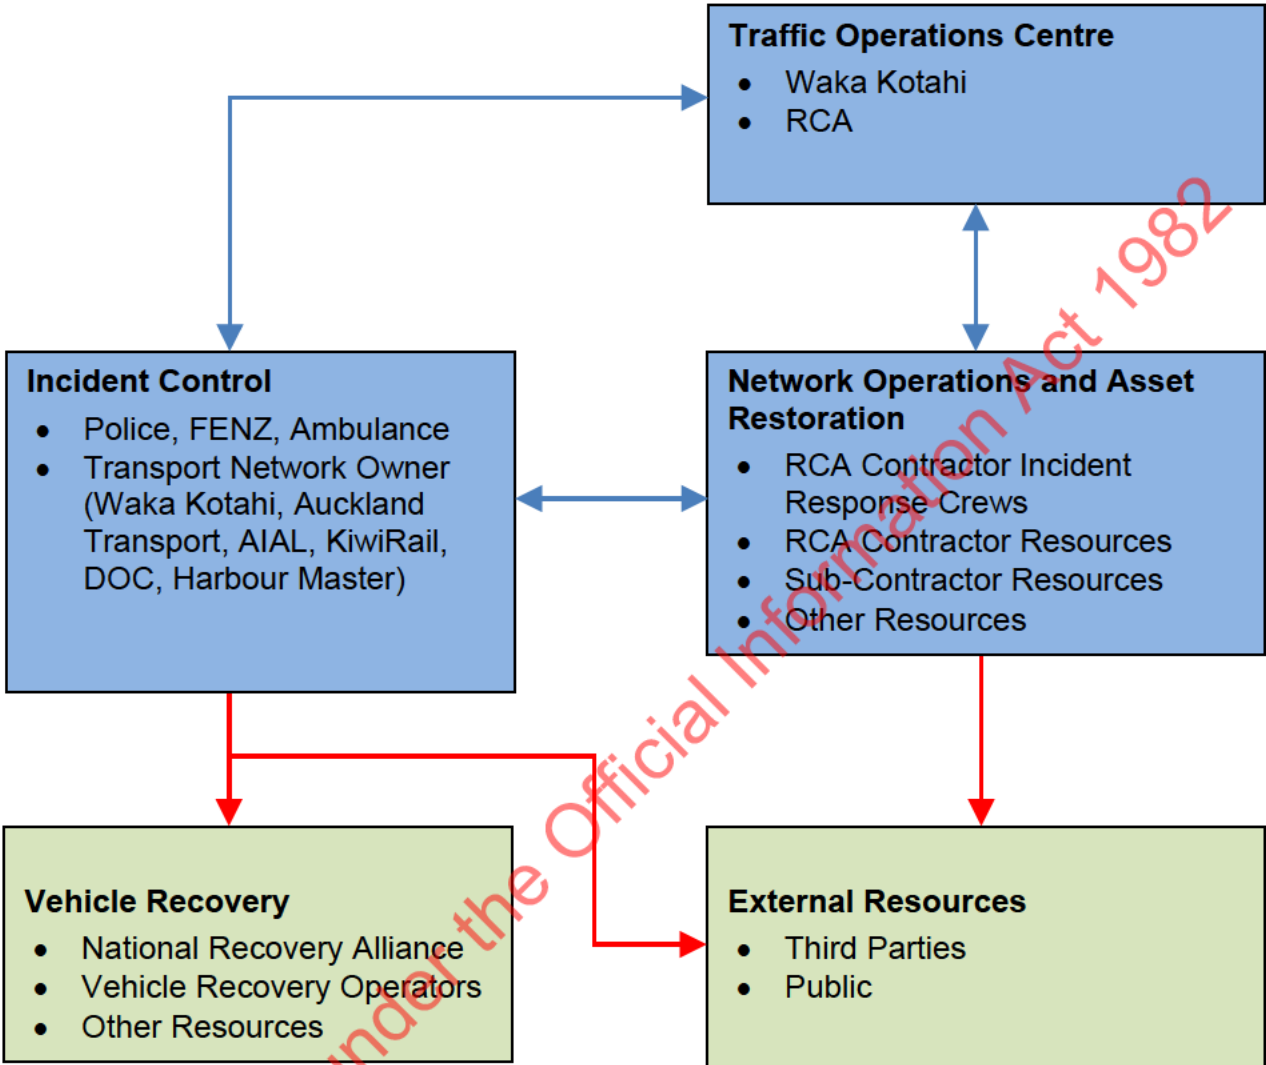 Traffic Operations Centre
• Waka Kotahi
• RCA
Incident Control
• Police, FENZ, Ambulance
• Transport Network Owner
(Waka Kotahi, Auckland
Transport, AIAL, KiwiRail,
DOC, Harbour Master)
Network Operations and Asset
Restoration
• RCA Contractor Incident
Response Crews
• RCA Contractor Resources
• Sub-Contractor Resources
• Other Resources
Vehicle Recovery
• National Recovery Alliance
• Vehicle Recovery Operators
• Other Resources
External Resources
• Third Parties
• Public
under the Official Information Act 1982